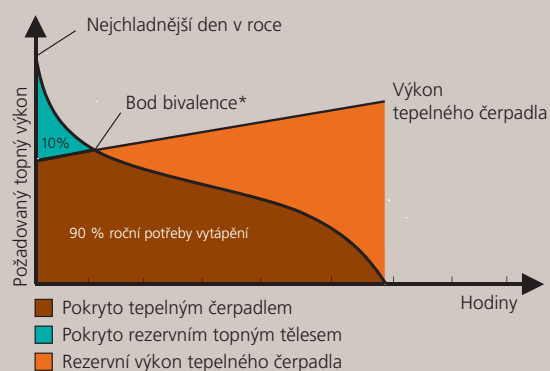 Nejchladnější den v roce
Výkon
tepelného čerpadla
Bod bivalence*
Požadovaný topný výkon
10%
90 % roční potřeby vytápění
Hodiny
Pokryto tepelným čerpadlem
Pokryto rezervním topným tělesem
Rezervní výkon tepelného čerpadla